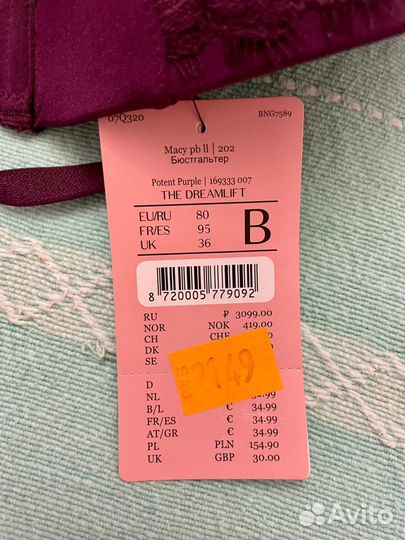 07Q320 BNG7589
Macy pb ll | 202
Бюстгальтер
Potent Purple | 169333 007
THE DREAMLIFT
EU/RU 80
FR/ES 95
UK 36
B
8 720005 779092
RU ₽ 3099.00
NOR NOK 419.00
CH CHF
DK
SE
2149
D
NL
B/L € 34.99
FR/ES € 34.99
AT/GR € 34.99
PL PLN 154.90
UK GBP 30.00
Avito